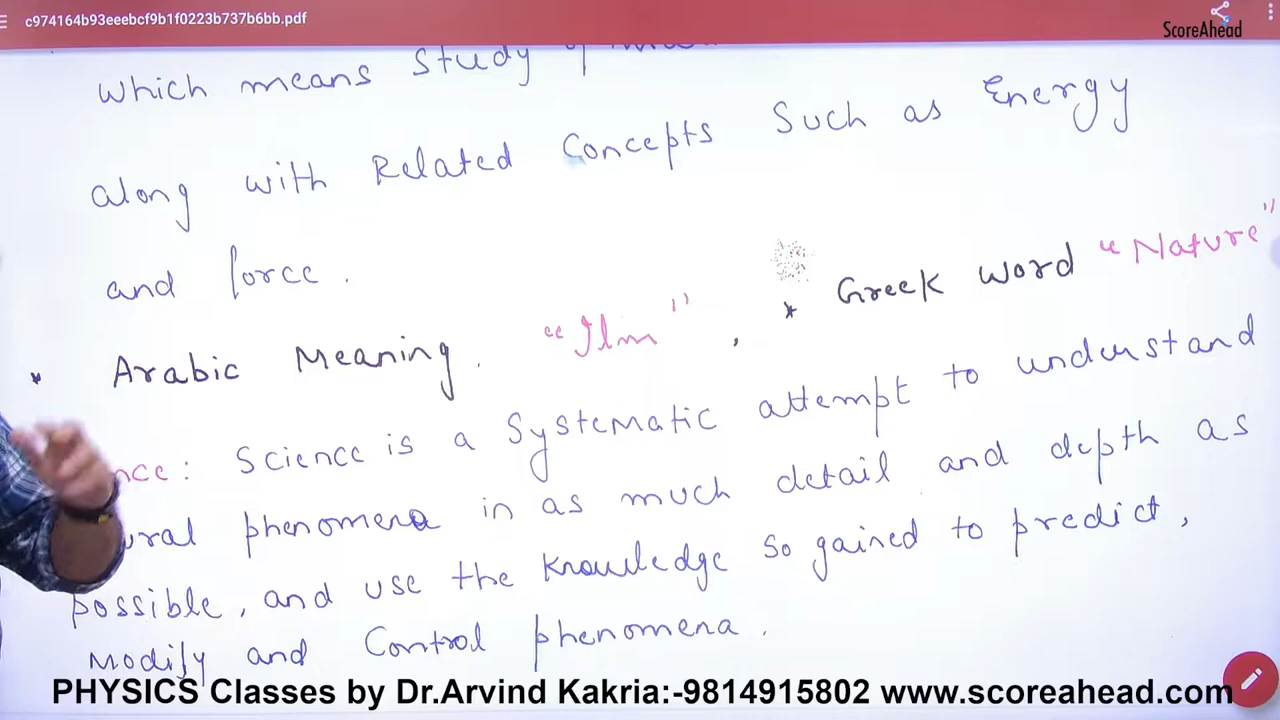 c974164b93eeebcf9b1f0223b737b6bb.pdf
ScoreAhead
which means study of
along with Related Concepts Such as Energy
and force.
* Arabic Meaning. "Ilm", * Greek word "Nature"
nce: Science is a Systematic attempt to understand
ural phenomena in as much detail and depth as
possible, and use the knowledge so gained to predict,
Modify and Control phenomena.
PHYSICS Classes by Dr.Arvind Kakria:-9814915802 www.scoreahead.com